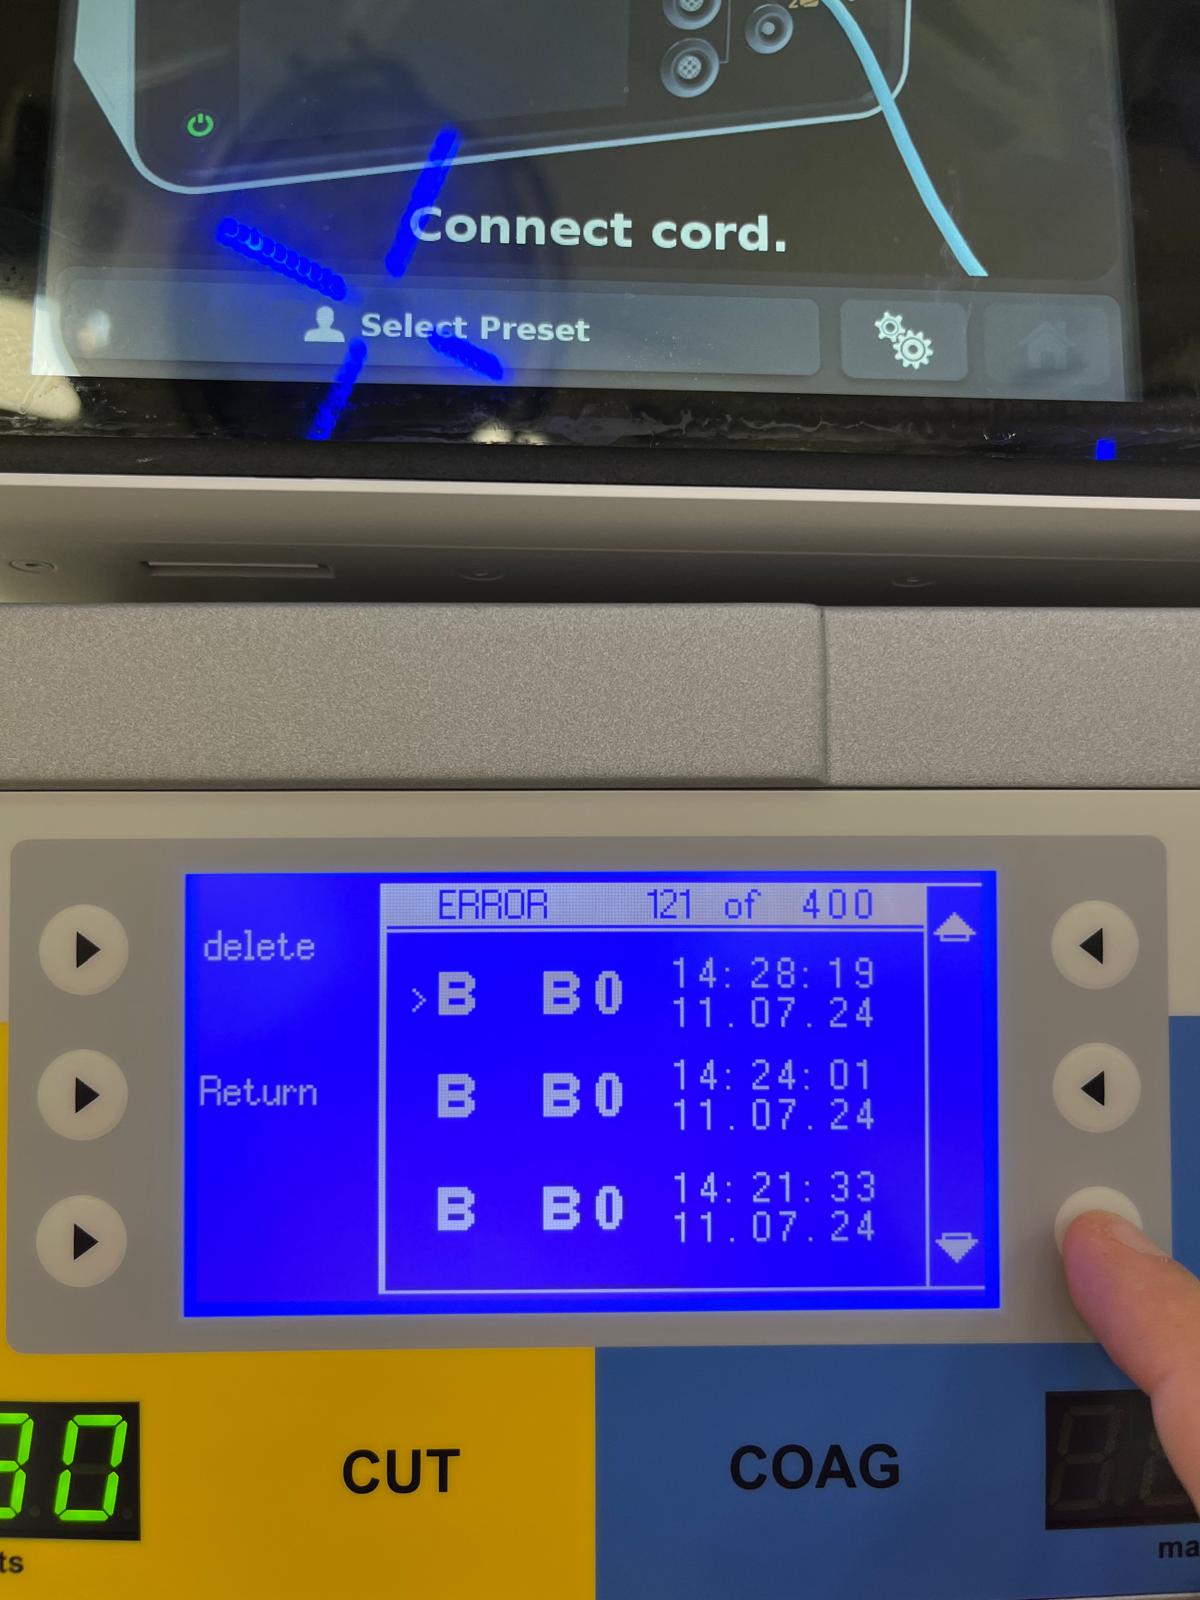 Connect cord.
Select Preset
ERROR 121 of 400
delete
>B B0 14:28:19
11.07.24
Return
B B0 14:24:01
11.07.24
B B0 14:21:33
11.07.24
30
CUT
COAG
ts
ma